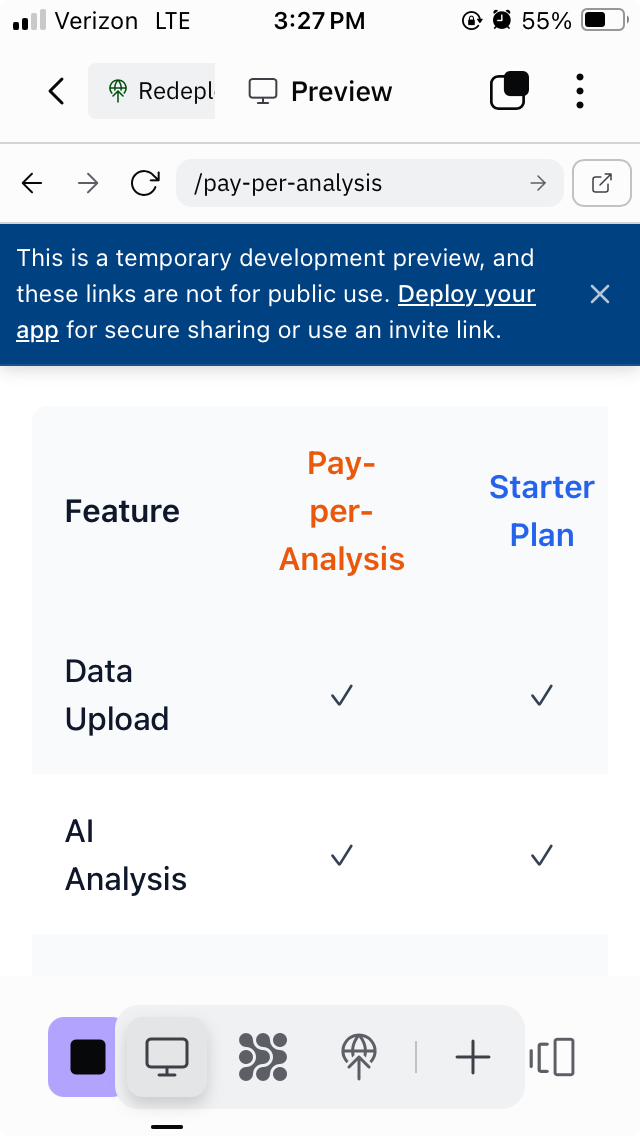 Verizon LTE 3:27 PM 55%
Redepl Preview
/pay-per-analysis
This is a temporary development preview, and
these links are not for public use. Deploy your
app for secure sharing or use an invite link.
Feature
Pay-
per-
Analysis
Starter
Plan
Data
Upload
AI
Analysis